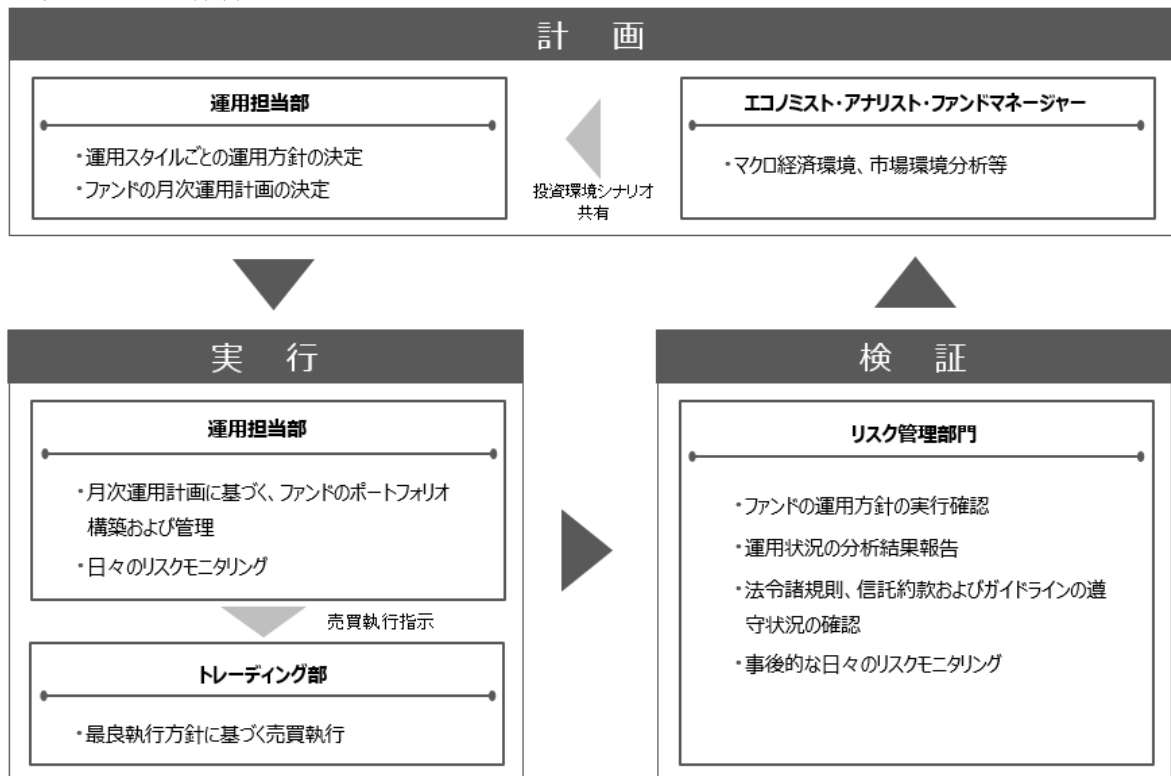 計 画
運用担当部
・運用スタイルごとの運用方針の決定
・ファンドの月次運用計画の決定
投資環境シナリオ
共有
エコノミスト・アナリスト・ファンドマネージャー
・マクロ経済環境、市場環境分析等
実 行
運用担当部
・月次運用計画に基づく、ファンドのポートフォリオ
構築および管理
・日々のリスクモニタリング
売買執行指示
トレーディング部
・最良執行方針に基づく売買執行
検 証
リスク管理部門
・ファンドの運用方針の実行確認
・運用状況の分析結果報告
・法令諸規則、信託約款およびガイドラインの遵
守状況の確認
・事後的な日々のリスクモニタリング